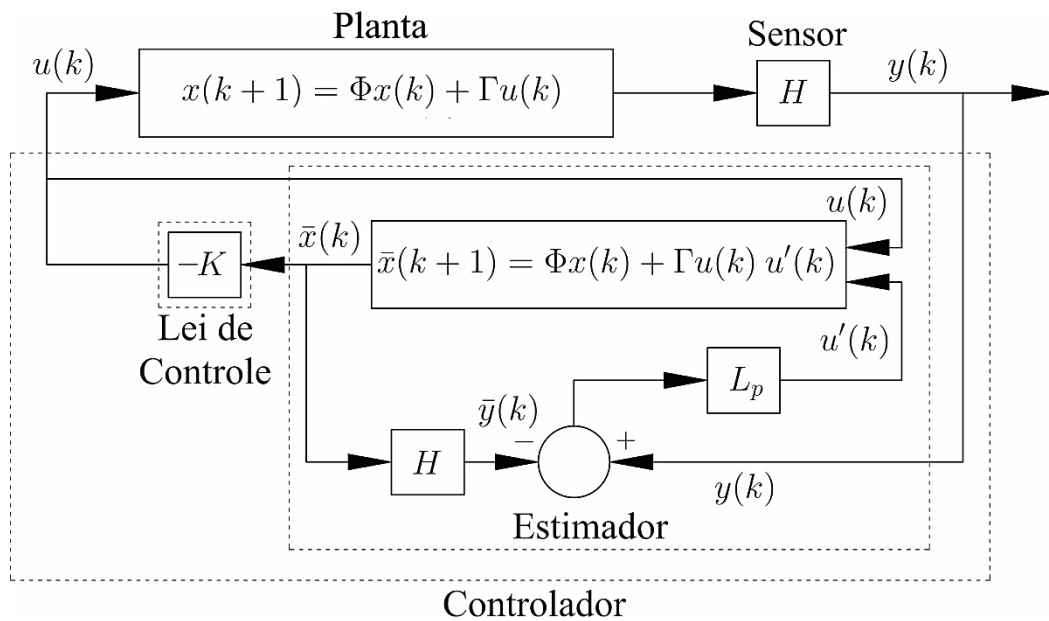 Planta
Sensor
u(k)
x(k + 1) = Φx(k) + Γu(k)
H
y(k)
u(k)
x̄(k)
−K
x̄(k + 1) = Φx(k) + Γu(k) u′(k)
Lei de
Controle
u′(k)
L_p
ȳ(k)
−
+
H
y(k)
Estimador
Controlador